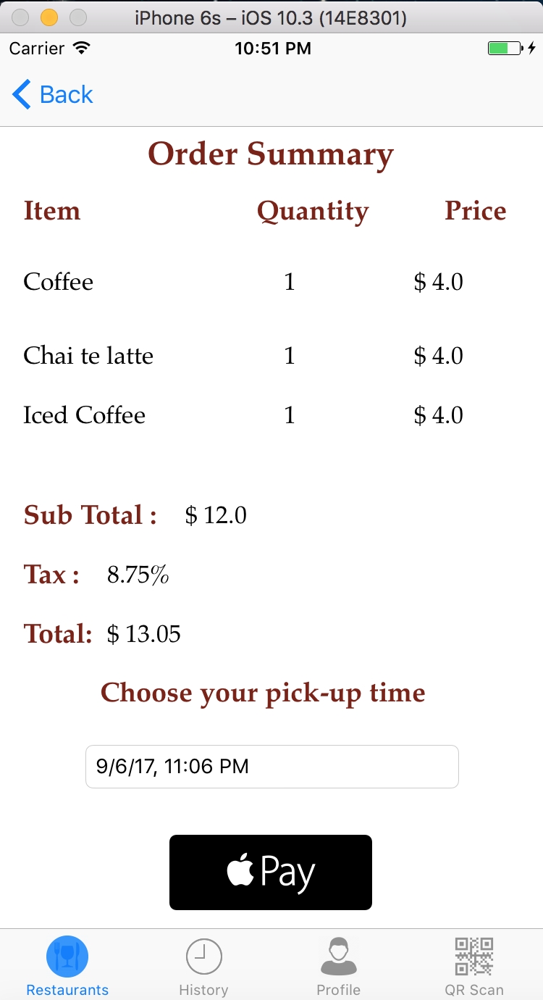 iPhone 6s – iOS 10.3 (14E8301)
Carrier 10:51 PM
Back
Order Summary
Item Quantity Price
Coffee 1 $ 4.0
Chai te latte 1 $ 4.0
Iced Coffee 1 $ 4.0
Sub Total : $ 12.0
Tax : 8.75%
Total: $ 13.05
Choose your pick-up time
9/6/17, 11:06 PM
Pay
Restaurants History Profile QR Scan